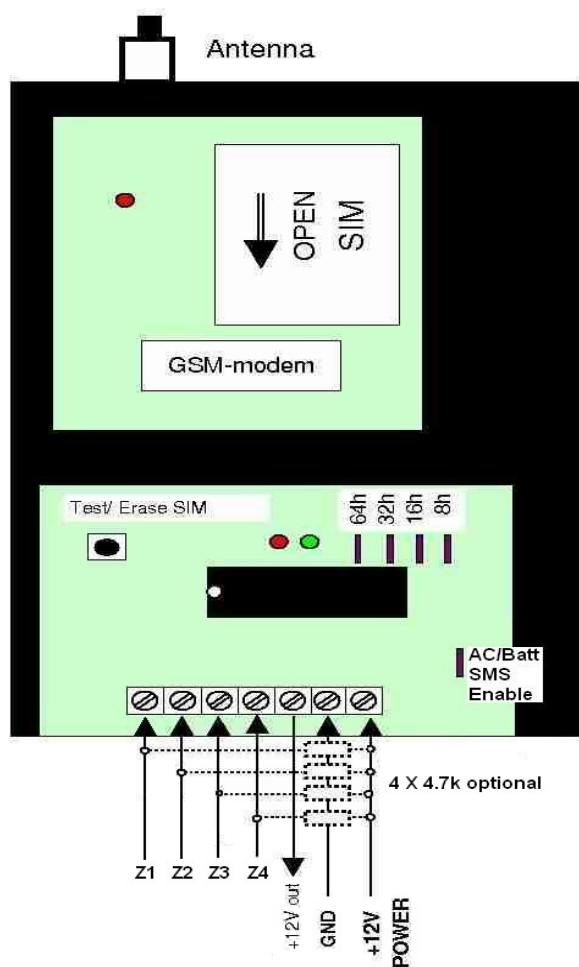 Antenna
OPEN
SIM
GSM-modem
Test/ Erase SIM
64h
32h
16h
8h
AC/Batt
SMS
Enable
4 X 4.7k optional
Z1
Z2
Z3
Z4
+12V out
GND
+12V
POWER